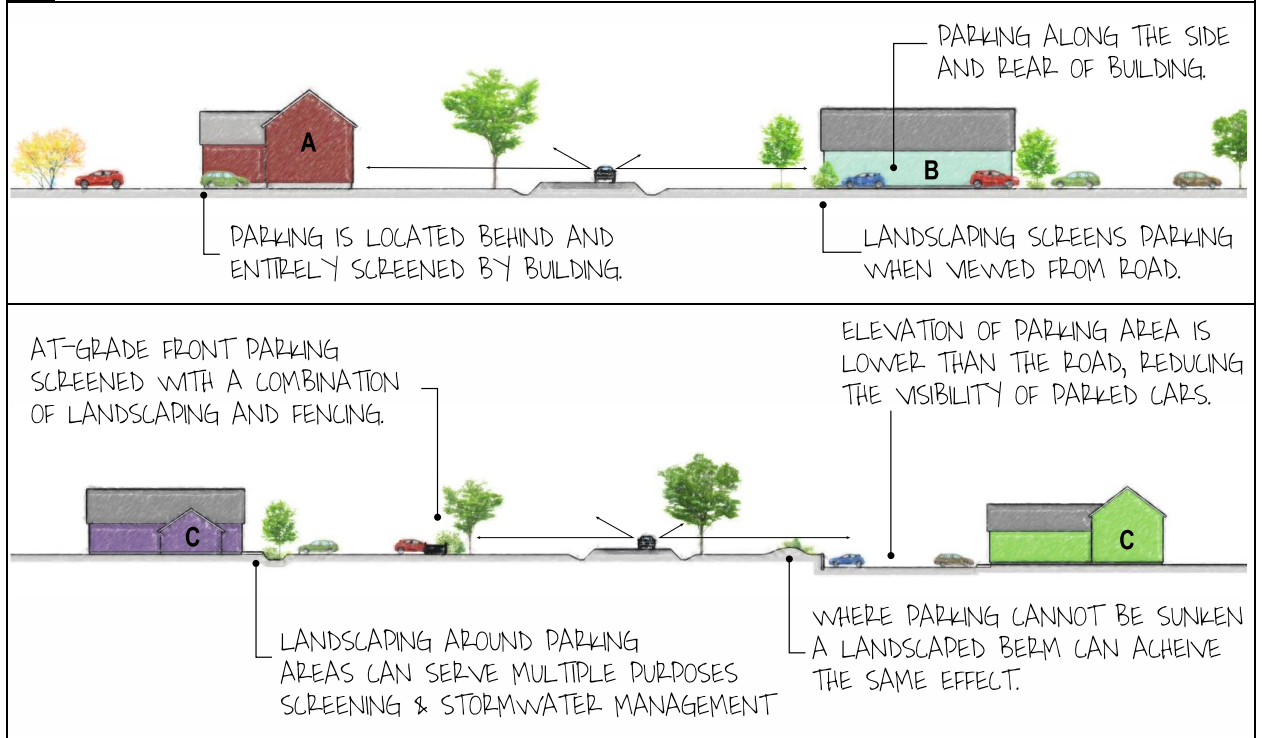 PARKING ALONG THE SIDE
AND REAR OF BUILDING.
A
B
PARKING IS LOCATED BEHIND AND
ENTIRELY SCREENED BY BUILDING.
LANDSCAPING SCREENS PARKING
WHEN VIEWED FROM ROAD.
AT-GRADE FRONT PARKING
SCREENED WITH A COMBINATION
OF LANDSCAPING AND FENCING.
ELEVATION OF PARKING AREA IS
LOWER THAN THE ROAD, REDUCING
THE VISIBILITY OF PARKED CARS.
C
C
LANDSCAPING AROUND PARKING
AREAS CAN SERVE MULTIPLE PURPOSES
SCREENING & STORMWATER MANAGEMENT
WHERE PARKING CANNOT BE SUNKEN
A LANDSCAPED BERM CAN ACHEIVE
THE SAME EFFECT.